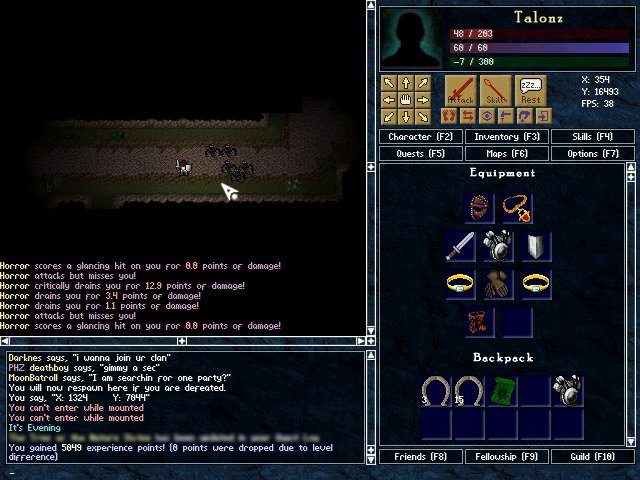 Talonz
48 / 203
60 / 60
-7 / 300
Attack
Skills
zZz...
Rest
X: 354
Y: 16493
FPS: 38
Character (F2)
Inventory (F3)
Skills (F4)
Quests (F5)
Maps (F6)
Options (F7)
Equipment
Horror scores a glancing hit on you for 0.0 points of damage!
Horror attacks but misses you!
Horror critically drains you for 12.9 points of damage!
Horror drains you for 3.4 points of damage!
Horror drains you for 1.1 points of damage!
Horror attacks but misses you!
Horror scores a glancing hit on you for 0.0 points of damage!
Backpack
3
15
Darknes says, "i wanna join ur clan"
PHZ deathboy says, "gimmy a sec"
MoonBatroll says, "I am searchin for one party?"
You will now respawn here if you are defeated.
You say, "X: 1324 Y: 7044"
You can't enter while mounted
You can't enter while mounted
It's Evening
You gained 5049 experience points! (0 points were dropped due to level
difference)
Friends (F8)
Fellowship (F9)
Guild (F10)